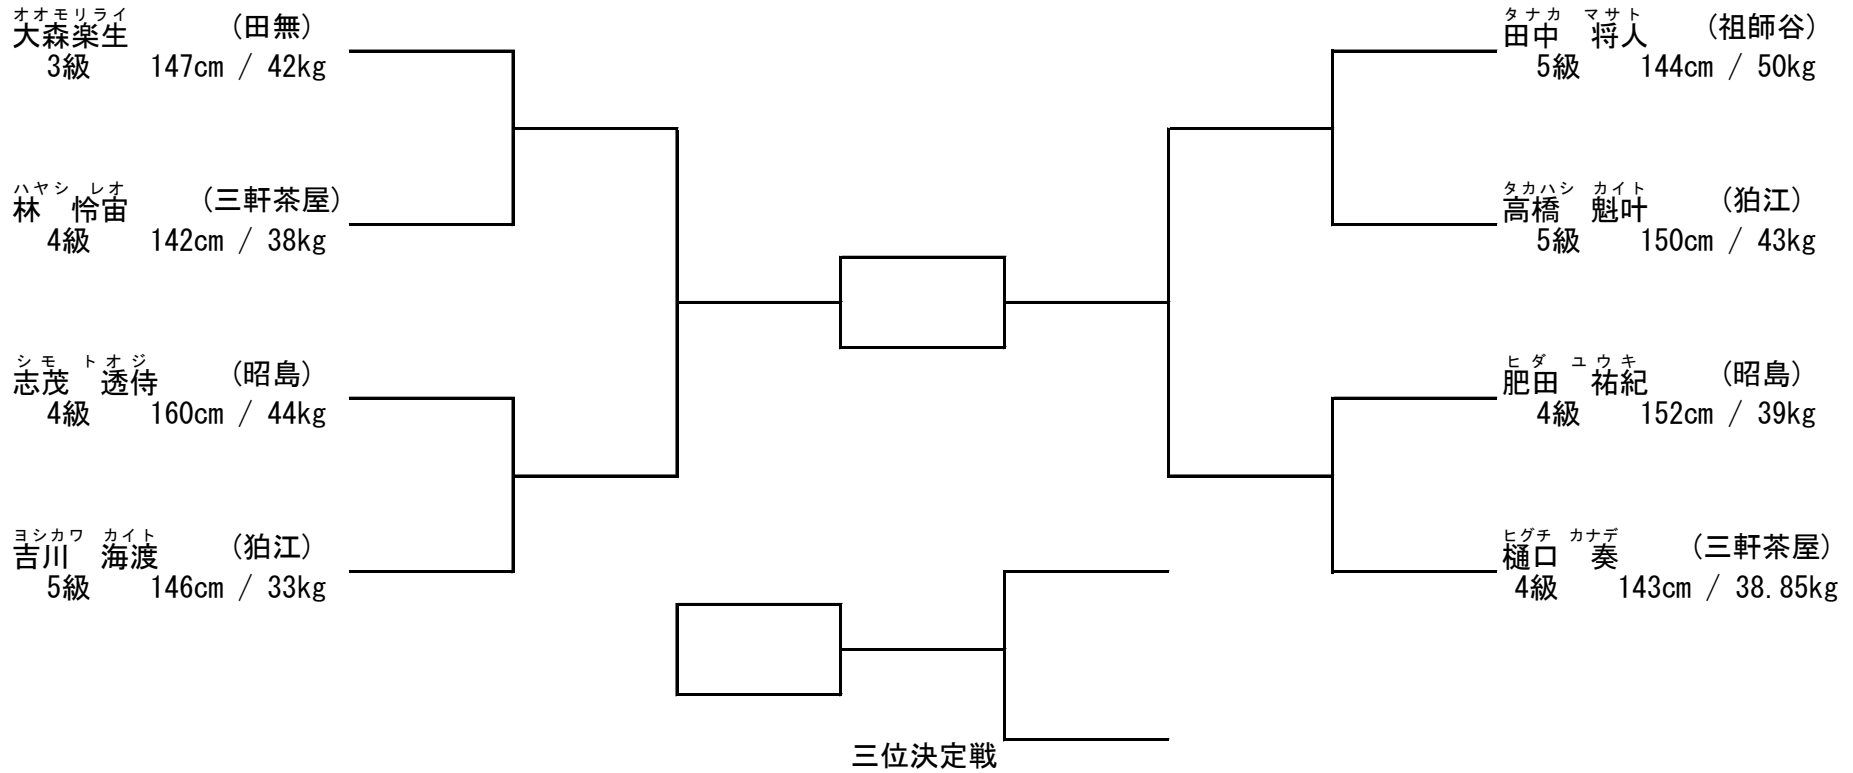 オオモリライ
大森楽生 (田無)
3級 147cm / 42kg
ハヤシ レオ
林 怜宙 (三軒茶屋)
4級 142cm / 38kg
シモ トオジ
志茂 透侍 (昭島)
4級 160cm / 44kg
ヨシカワ カイト
吉川 海渡 (狛江)
5級 146cm / 33kg
タナカ マサト
田中 将人 (祖師谷)
5級 144cm / 50kg
タカハシ カイト
高橋 魁叶 (狛江)
5級 150cm / 43kg
ヒダ ユウキ
肥田 祐紀 (昭島)
4級 152cm / 39kg
ヒグチ カナデ
樋口 奏 (三軒茶屋)
4級 143cm / 38.85kg
三位決定戦